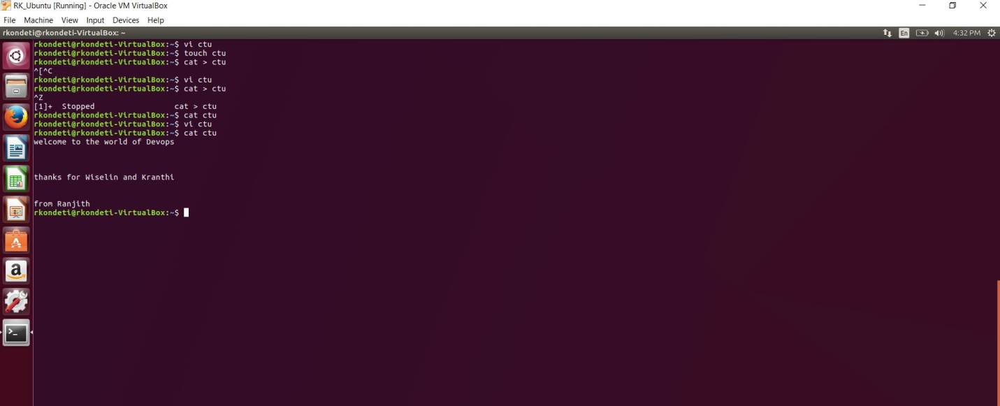 RK_Ubuntu [Running] - Oracle VM VirtualBox
File Machine View Input Devices Help
rkondeti@rkondeti-VirtualBox: ~
En 4:32 PM
rkondeti@rkondeti-VirtualBox:~$ vi ctu
rkondeti@rkondeti-VirtualBox:~$ touch ctu
rkondeti@rkondeti-VirtualBox:~$ cat > ctu
^[^C
rkondeti@rkondeti-VirtualBox:~$ vi ctu
rkondeti@rkondeti-VirtualBox:~$ cat > ctu
^Z
[1]+  Stopped                 cat > ctu
rkondeti@rkondeti-VirtualBox:~$ cat ctu
rkondeti@rkondeti-VirtualBox:~$ vi ctu
rkondeti@rkondeti-VirtualBox:~$ cat ctu
welcome to the world of Devops
thanks for Wiselin and Kranthi
from Ranjith
rkondeti@rkondeti-VirtualBox:~$